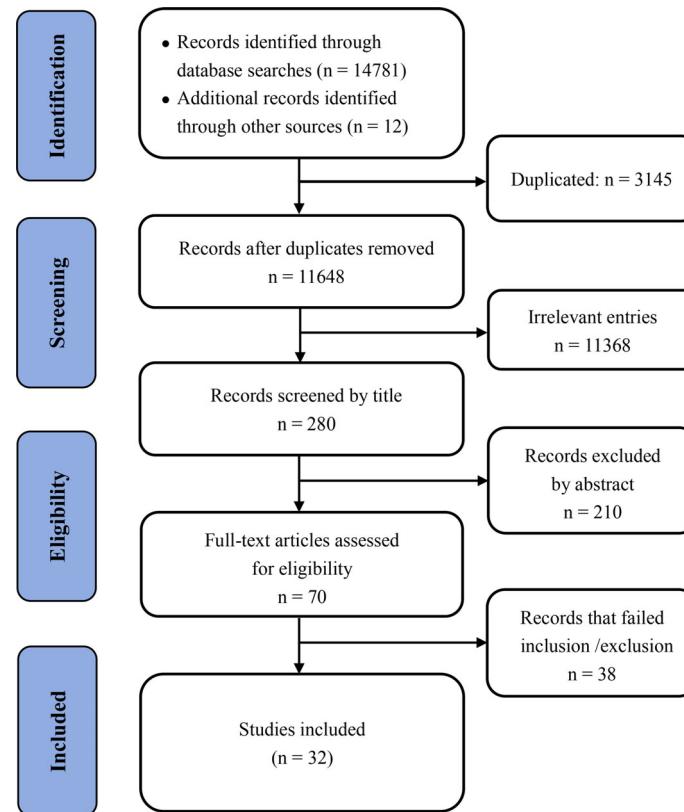 Identification
● Records identified through
database searches (n = 14781)
● Additional records identified
through other sources (n = 12)
Duplicated: n = 3145
Screening
Records after duplicates removed
n = 11648
Irrelevant entries
n = 11368
Records screened by title
n = 280
Eligibility
Records excluded
by abstract
n = 210
Full-text articles assessed
for eligibility
n = 70
Records that failed
inclusion /exclusion
n = 38
Included
Studies included
(n = 32)